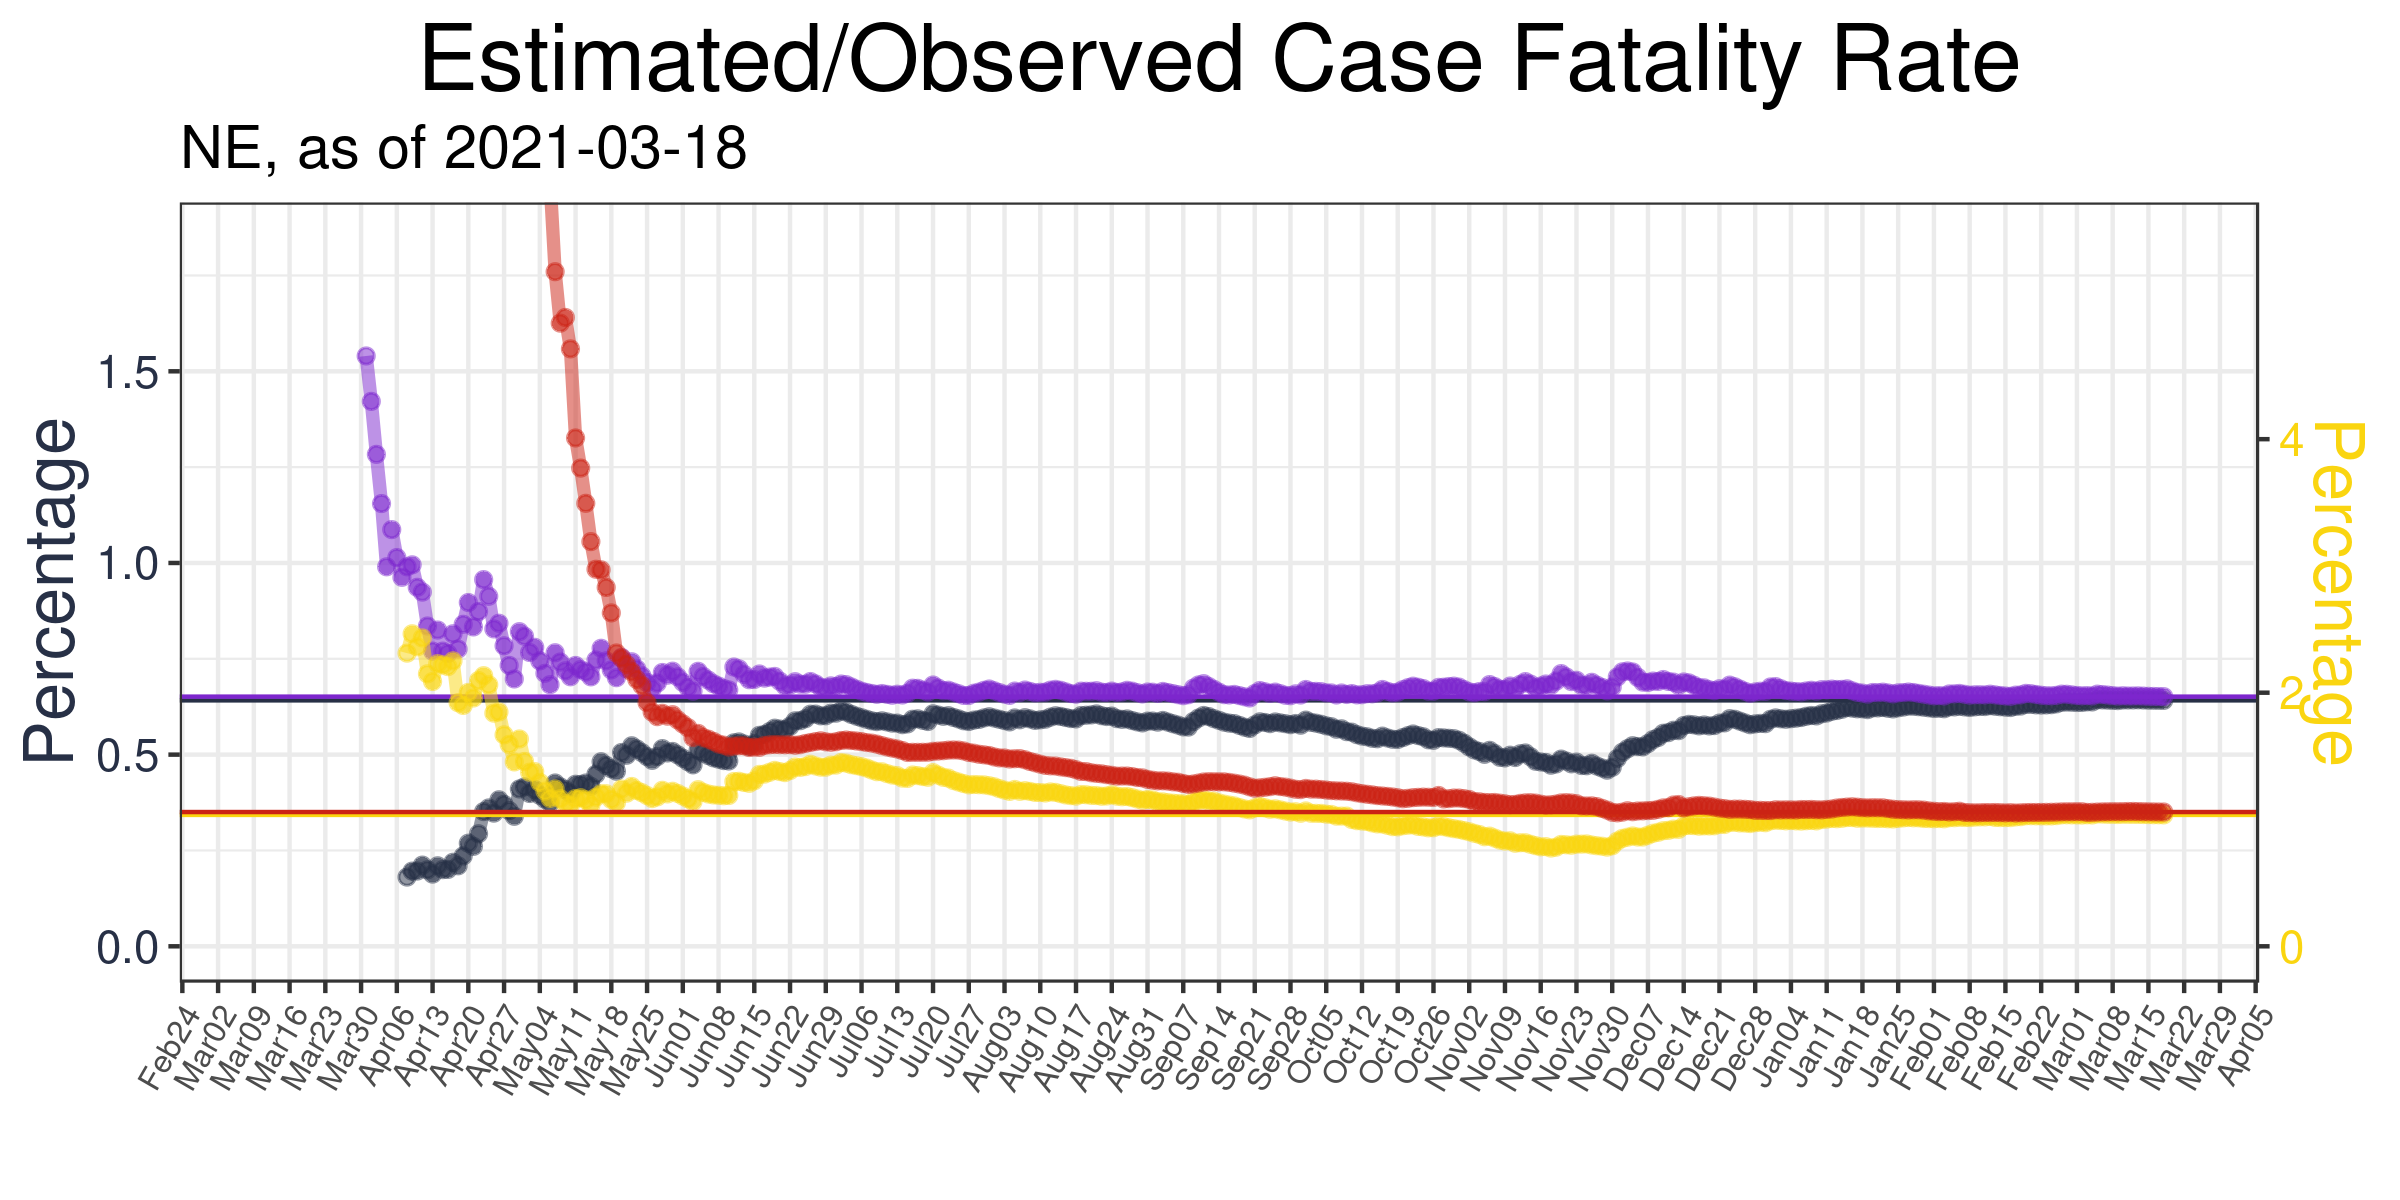 Estimated/Observed Case Fatality Rate
NE, as of 2021-03-18
Percentage
1.5
1.0
0.5
0.0
4
2
0
Percentage
Feb24
Mar02
Mar09
Mar16
Mar23
Mar30
Apr06
Apr13
Apr20
Apr27
May04
May11
May18
May25
Jun01
Jun08
Jun15
Jun22
Jun29
Jul06
Jul13
Jul20
Jul27
Aug03
Aug10
Aug17
Aug24
Aug31
Sep07
Sep14
Sep21
Sep28
Oct05
Oct12
Oct19
Oct26
Nov02
Nov09
Nov16
Nov23
Nov30
Dec07
Dec14
Dec21
Dec28
Jan04
Jan11
Jan18
Jan25
Feb01
Feb08
Feb15
Feb22
Mar01
Mar08
Mar15
Mar22
Mar29
Apr05